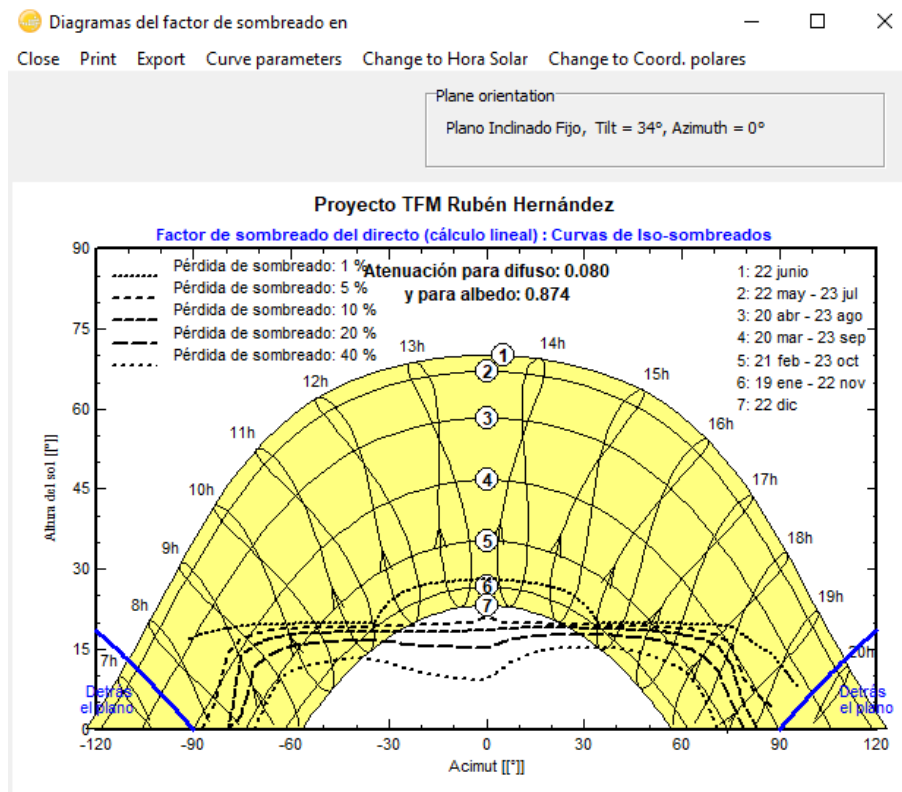 Diagramas del factor de sombreado en
Close Print Export Curve parameters Change to Hora Solar Change to Coord. polares
Plane orientation
Plano Inclinado Fijo, Tilt = 34°, Azimuth = 0°
Proyecto TFM Rubén Hernández
Factor de sombreado del directo (cálculo lineal) : Curvas de Iso-sombreados
Pérdida de sombreado: 1 %
Pérdida de sombreado: 5 %
Pérdida de sombreado: 10 %
Pérdida de sombreado: 20 %
Pérdida de sombreado: 40 %
Atenuación para difuso: 0.080
y para albedo: 0.874
1: 22 junio
2: 22 may - 23 jul
3: 20 abr - 23 ago
4: 20 mar - 23 sep
5: 21 feb - 23 oct
6: 19 ene - 22 nov
7: 22 dic
90
75
60
45
30
15
0
Altura del sol [[°]]
7h
8h
9h
10h
11h
12h
13h
14h
15h
16h
17h
18h
19h
20h
1
2
3
4
5
6
7
Detrás
el plano
Detrás
el plano
-120 -90 -60 -30 0 30 60 90 120
Acimut [[°]]